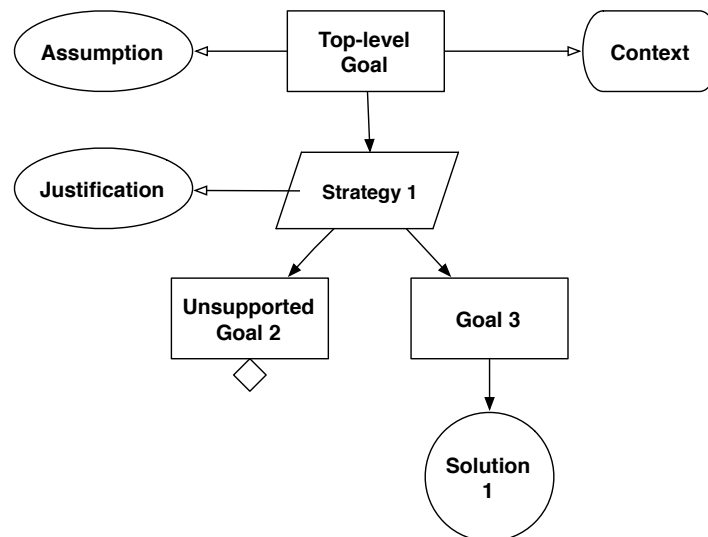 Assumption
Top-level
Goal
Context
Justification
Strategy 1
Unsupported
Goal 2
Goal 3
Solution
1